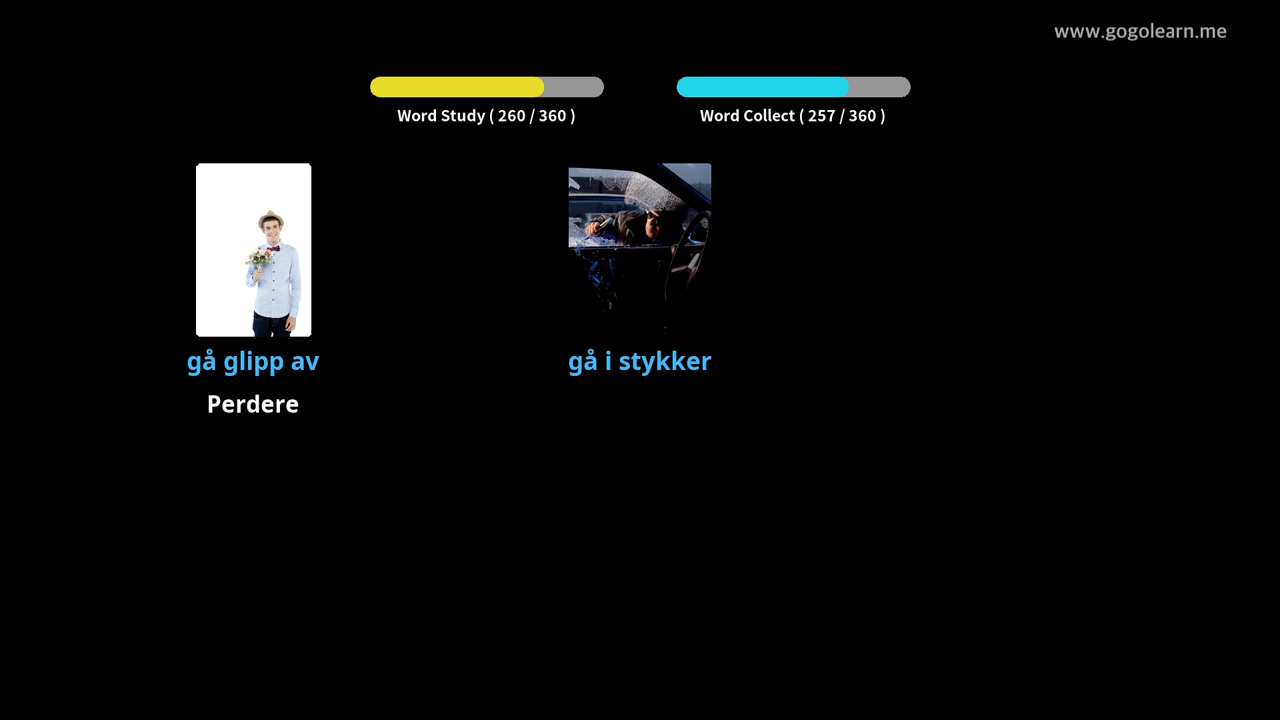 www.gogolearn.me
Word Study ( 260 / 360 )
Word Collect ( 257 / 360 )
gå glipp av
gå i stykker
Perdere